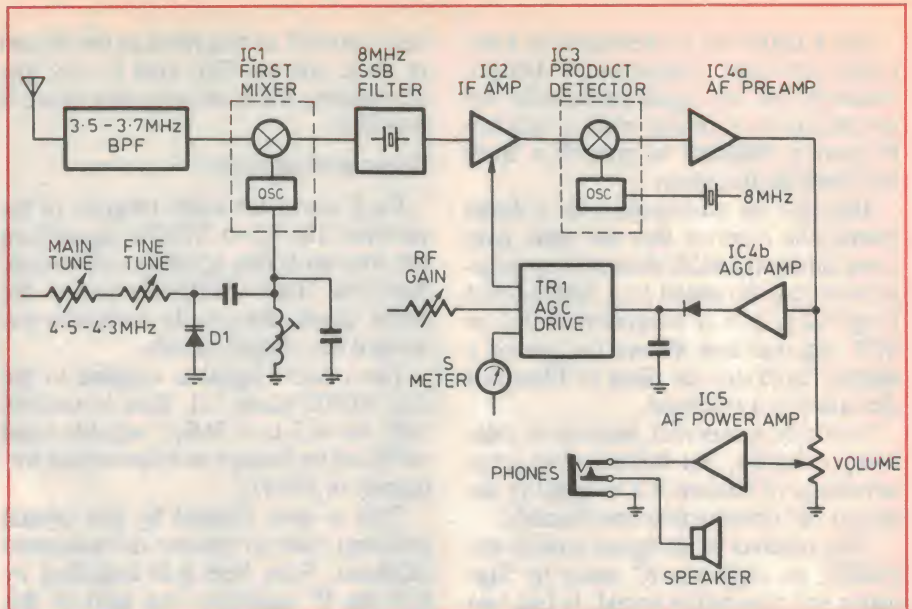 IC1
FIRST
MIXER
8MHz
SSB
FILTER
IC2
IF AMP
IC3
PRODUCT
DETECTOR
IC4a
AF PREAMP
3·5-3·7MHz
BPF
OSC
OSC
8MHz
MAIN
TUNE
FINE
TUNE
RF
GAIN
TR1
AGC
DRIVE
IC4b
AGC AMP
4·5-4·3MHz
D1
S
METER
IC5
AF POWER AMP
PHONES
VOLUME
SPEAKER